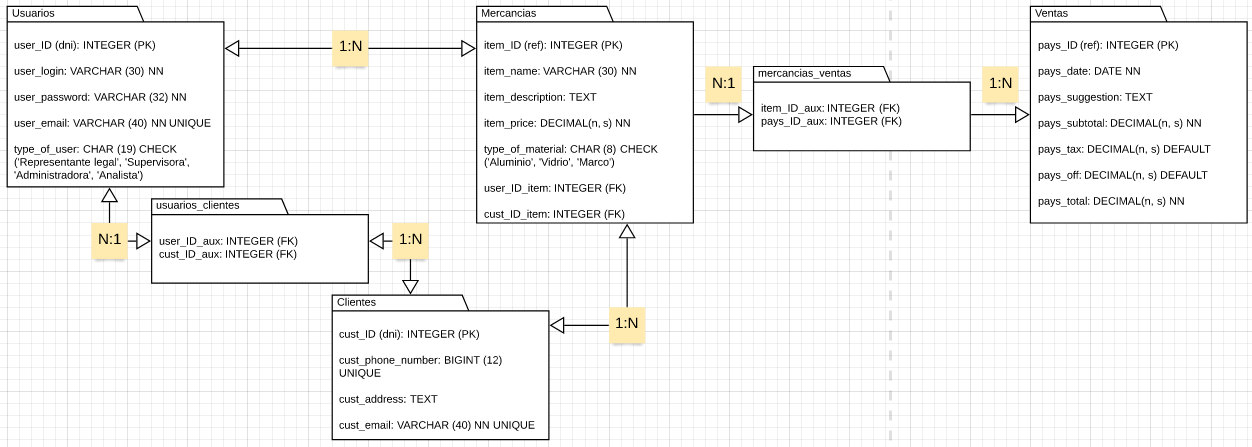 Usuarios
user_ID (dni): INTEGER (PK)
user_login: VARCHAR (30) NN
user_password: VARCHAR (32) NN
user_email: VARCHAR (40) NN UNIQUE
type_of_user: CHAR (19) CHECK
('Representante legal', 'Supervisora',
'Administradora', 'Analista')
1:N
Mercancias
item_ID (ref): INTEGER (PK)
item_name: VARCHAR (30) NN
item_description: TEXT
item_price: DECIMAL(n, s) NN
type_of_material: CHAR (8) CHECK
('Aluminio', 'Vidrio', 'Marco')
user_ID_item: INTEGER (FK)
cust_ID_item: INTEGER (FK)
N:1
mercancias_ventas
item_ID_aux: INTEGER (FK)
pays_ID_aux: INTEGER (FK)
1:N
Ventas
pays_ID (ref): INTEGER (PK)
pays_date: DATE NN
pays_suggestion: TEXT
pays_subtotal: DECIMAL(n, s) NN
pays_tax: DECIMAL(n, s) DEFAULT
pays_off: DECIMAL(n, s) DEFAULT
pays_total: DECIMAL(n, s) NN
N:1
usuarios_clientes
user_ID_aux: INTEGER (FK)
cust_ID_aux: INTEGER (FK)
1:N
Clientes
cust_ID (dni): INTEGER (PK)
cust_phone_number: BIGINT (12)
UNIQUE
cust_address: TEXT
cust_email: VARCHAR (40) NN UNIQUE
1:N